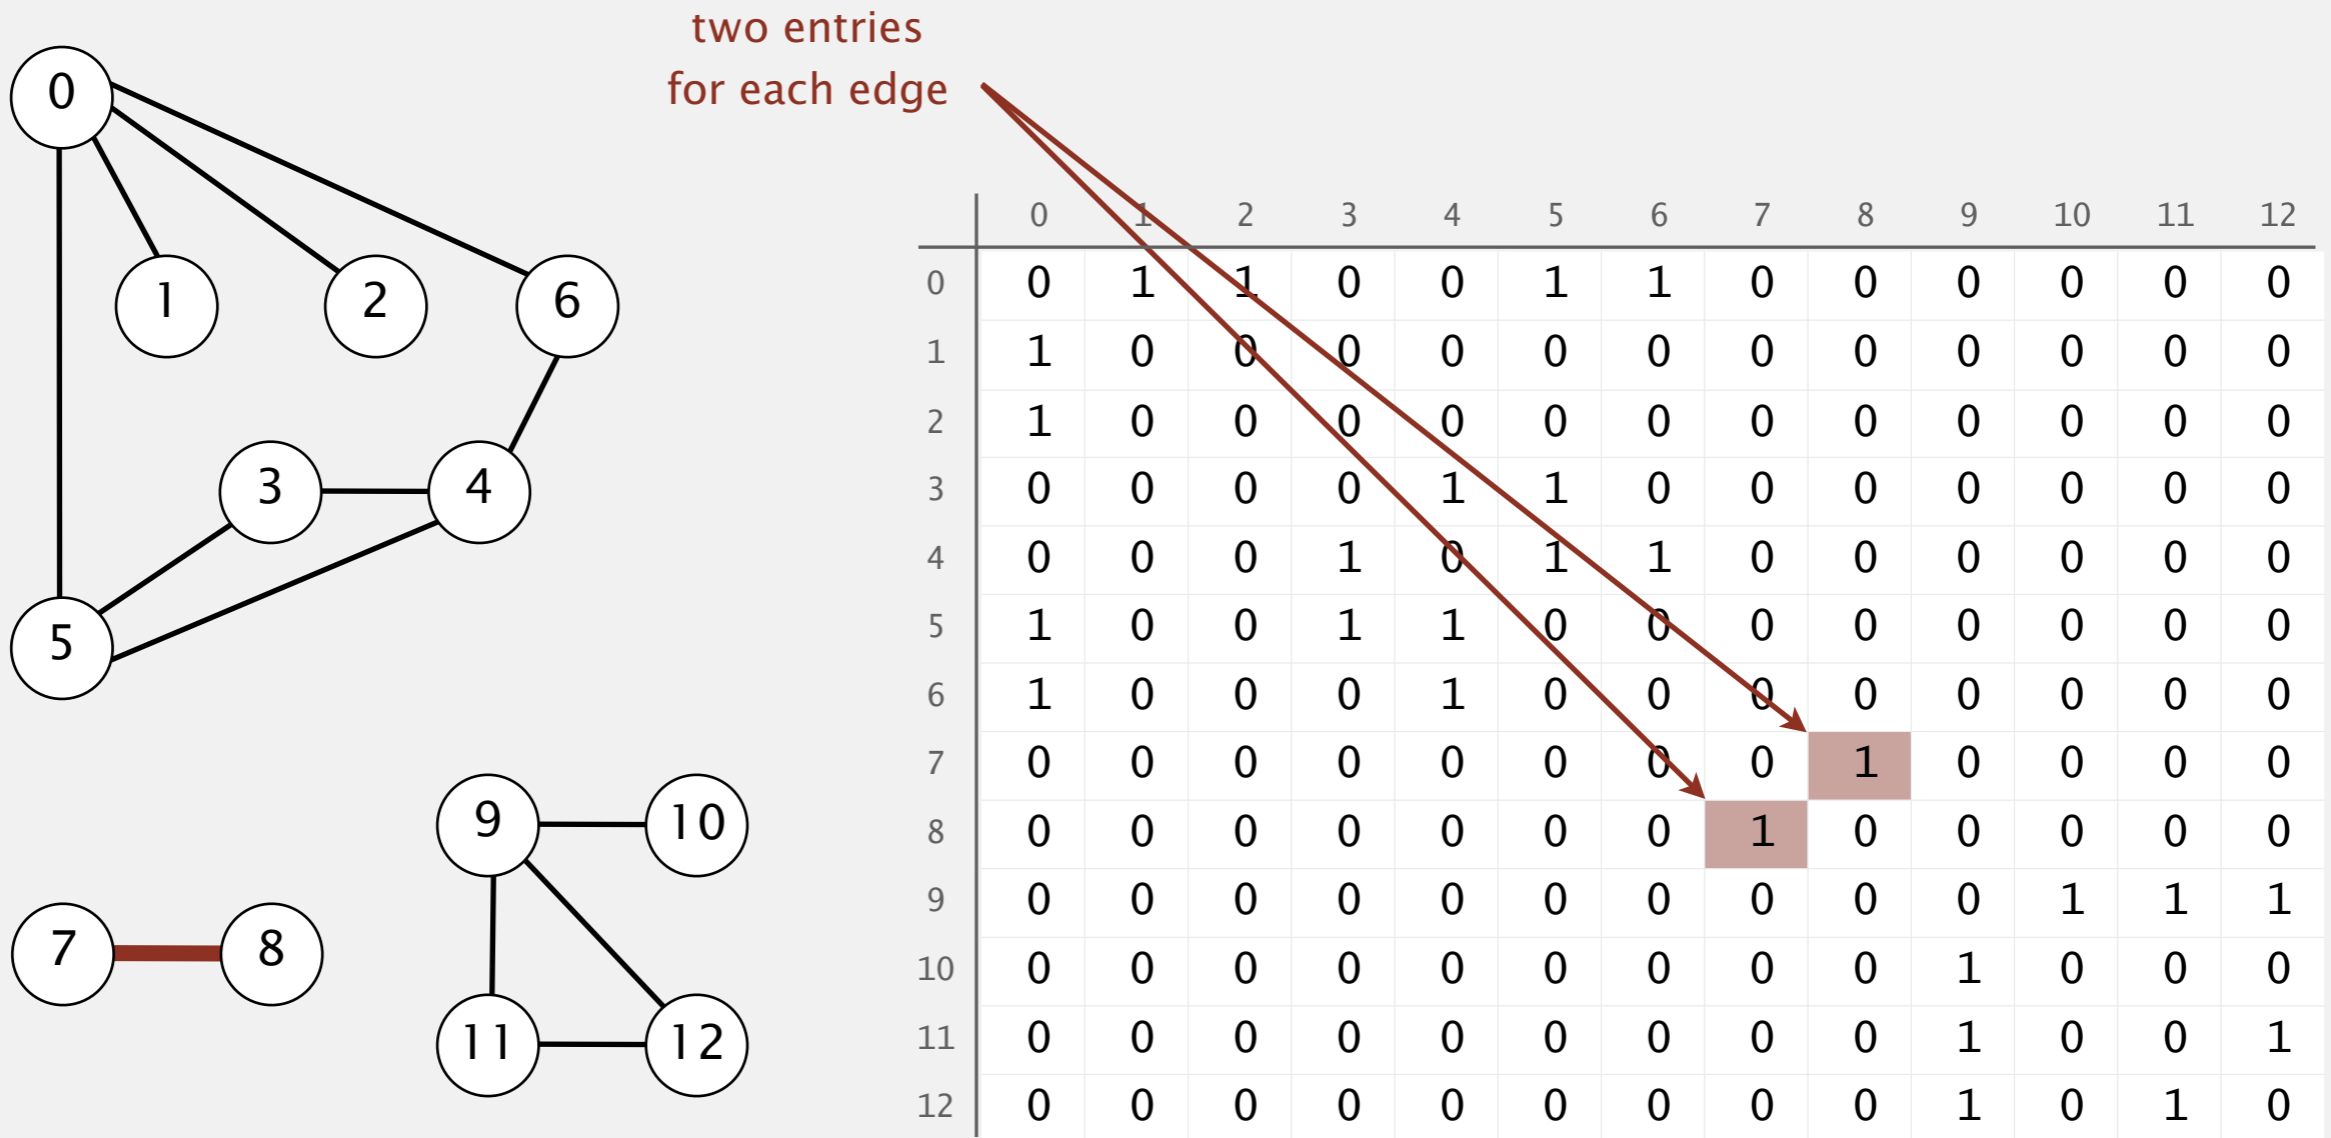 two entries
for each edge
0
1
2
6
3
4
5
9
10
7
8
11
12
0 1 2 3 4 5 6 7 8 9 10 11 12
0 0 1 1 0 0 1 1 0 0 0 0 0 0
1 1 0 0 0 0 0 0 0 0 0 0 0 0
2 1 0 0 0 0 0 0 0 0 0 0 0 0
3 0 0 0 0 1 1 0 0 0 0 0 0 0
4 0 0 0 1 0 1 1 0 0 0 0 0 0
5 1 0 0 1 1 0 0 0 0 0 0 0 0
6 1 0 0 0 1 0 0 0 0 0 0 0 0
7 0 0 0 0 0 0 0 0 1 0 0 0 0
8 0 0 0 0 0 0 0 1 0 0 0 0 0
9 0 0 0 0 0 0 0 0 0 0 1 1 1
10 0 0 0 0 0 0 0 0 0 1 0 0 0
11 0 0 0 0 0 0 0 0 0 1 0 0 1
12 0 0 0 0 0 0 0 0 0 1 0 1 0